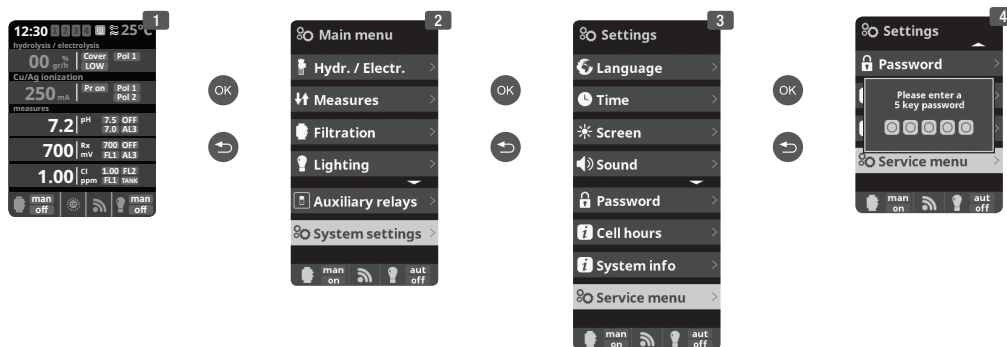 1
12:30 1 2 3 4 25°C
hydrolysis / electrolysis
00 gr/h % Cover Pol 1
LOW
Cu/Ag ionization
250 mA Pr on Pol 1
Pol 2
measures
7.2 pH 7.5 OFF
7.0 AL3
700 Rx mV 700 OFF
FL1 AL3
1.00 Cl ppm 1.00 FL2
FL1 TANK
man off
man off
OK
2
Main menu
Hydr. / Electr. >
Measures >
Filtration >
Lighting >
Auxiliary relays >
System settings >
man on
aut off
OK
3
Settings
Language >
Time >
Screen >
Sound >
Password >
Cell hours >
System info >
Service menu >
man on
aut off
OK
4
Settings
Password >
Please enter a
5 key password
Service menu >
man on
aut off